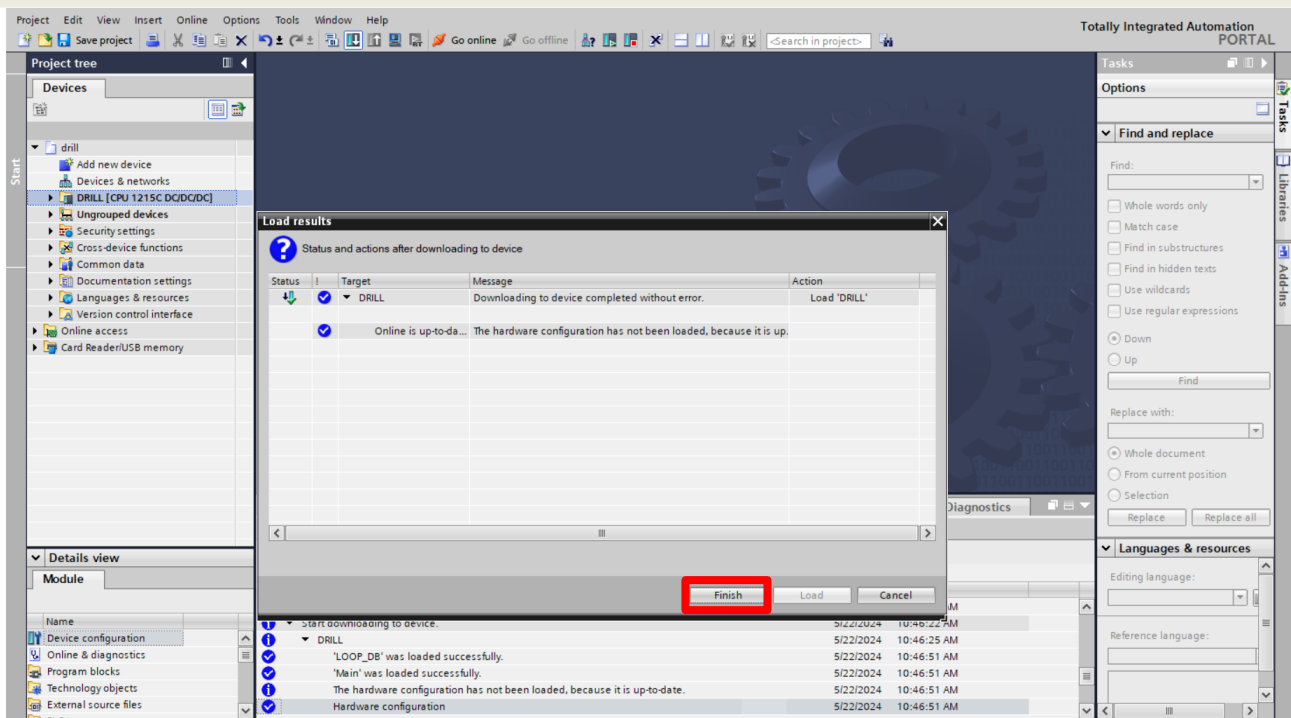 Project Edit View Insert Online Options Tools Window Help
Totally Integrated Automation
PORTAL
Save project Go online Go offline <Search in project>
Project tree
Devices
Start
drill
Add new device
Devices & networks
DRILL [CPU 1215C DC/DC/DC]
Ungrouped devices
Security settings
Cross-device functions
Common data
Documentation settings
Languages & resources
Version control interface
Online access
Card Reader/USB memory
Details view
Module
Name
Device configuration
Online & diagnostics
Program blocks
Technology objects
External source files
Load results
Status and actions after downloading to device
Status ! Target Message Action
DRILL Downloading to device completed without error. Load 'DRILL'
Online is up-to-da... The hardware configuration has not been loaded, because it is up.
Finish Load Cancel
Diagnostics
Start downloading to device. 5/22/2024 10:46:22 AM
DRILL 5/22/2024 10:46:25 AM
'LOOP_DB' was loaded successfully. 5/22/2024 10:46:51 AM
'Main' was loaded successfully. 5/22/2024 10:46:51 AM
The hardware configuration has not been loaded, because it is up-to-date. 5/22/2024 10:46:51 AM
Hardware configuration 5/22/2024 10:46:51 AM
Tasks
Options
Find and replace
Find:
Whole words only
Match case
Find in substructures
Find in hidden texts
Use wildcards
Use regular expressions
Down
Up
Find
Replace with:
Whole document
From current position
Selection
Replace Replace all
Languages & resources
Editing language:
Reference language:
Tasks
Libraries
Add-Ins